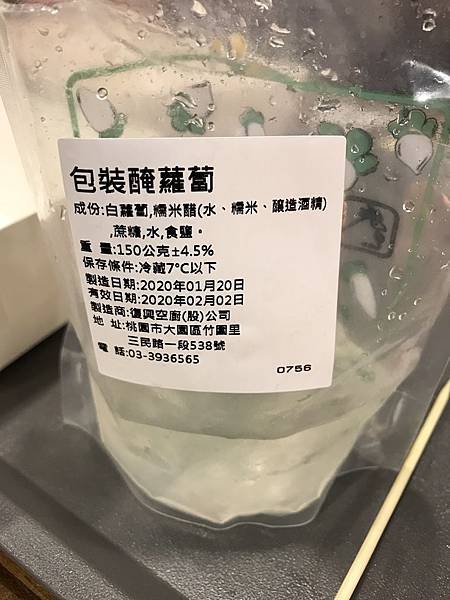 包裝醃蘿蔔
成份:白蘿蔔,糯米醋(水、糯米、釀造酒精)
,蔗糖,水,食鹽。
重 量:150公克±4.5%
保存條件:冷藏7°C以下
製造日期:2020年01月20日
有效日期:2020年02月02日
製造商:復興空廚(股)公司
地 址:桃園市大園區竹圍里
三民路一段538號
電 話:03-3936565
0756